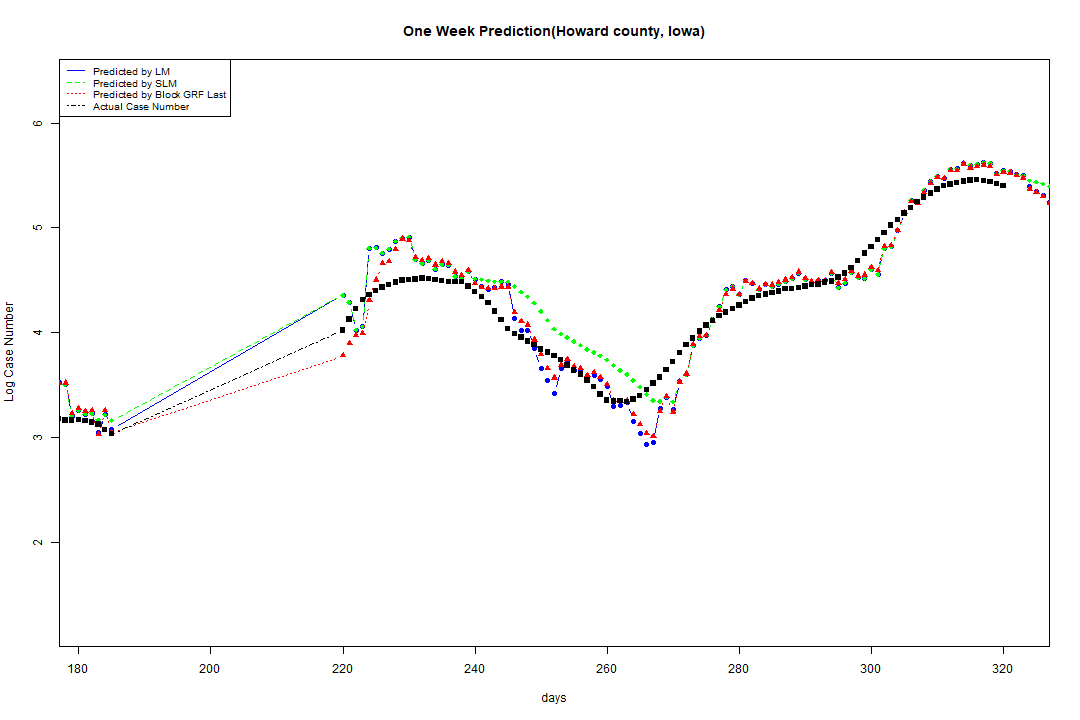 One Week Prediction(Howard county, Iowa)
Predicted by LM
Predicted by SLM
Predicted by Block GRF Last
Actual Case Number
6
5
4
3
2
Log Case Number
180 200 220 240 260 280 300 320
days